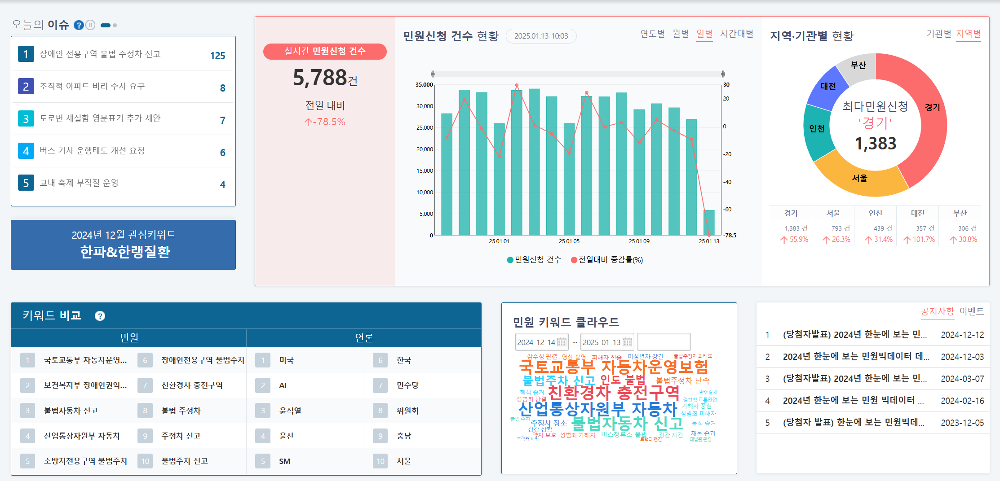 오늘의 이슈
1 장애인 전용구역 불법 주정차 신고 125
2 조직적 아파트 비리 수사 요구 8
3 도로변 제설함 영문표기 추가 제안 7
4 버스 기사 운행태도 개선 요청 6
5 교내 축제 부적절 운영 4
2024년 12월 관심키워드
한파&한랭질환
실시간 민원신청 건수
5,788건
전일 대비
↑-78.5%
민원신청 건수 현황 2025.01.13 10:03
연도별 월별 일별 시간대별
35,000
30,000
25,000
20,000
15,000
10,000
5,000
0
30
20
0
-20
-40
-60
-78.5
25.01.01 25.01.05 25.01.09 25.01.13
민원신청 건수 전일대비 증감률(%)
지역·기관별 현황
기관별 지역별
부산
대전
경기
인천
서울
최다민원신청
'경기'
1,383
경기 서울 인천 대전 부산
1,383 건 793 건 439 건 357 건 306 건
↑55.9% ↑26.3% ↑31.4% ↑101.7% ↑30.8%
키워드 비교 ?
민원 언론
1 국토교통부 자동차운영... 6 장애인전용구역 불법주차 1 미국 6 한국
2 보건복지부 장애인권익... 7 친환경차 충전구역 2 AI 7 민주당
3 불법자동차 신고 8 불법 주정차 3 윤석열 8 위원회
4 산업통상자원부 자동차 9 주정차 신고 4 울산 9 충남
5 소방차전용구역 불법주차 10 불법주차 신고 5 SM 10 서울
민원 키워드 클라우드
2024-12-14 ~ 2025-01-13
감수성 판결 영상 촬영 피해자 진술 미성년자 강간 불법주정차 과태료
국토교통부 자동차운영보험
불법주차 신고 인도 불법 불법주정차 단속
핵심 증거 친환경차 충전구역 박수갈채
성범죄 판결 경찰청 교통안전
산업통상자원부 자동차 가해자 중심
성범죄 피해자
불법 주차 주정차 장소 불법자동차 신고 물적 증거
강간 상황
약자 보호 성범죄 가해자 버스정류소 불법 강간 사건 재물 손괴
트랙터 시위 트랙터 행진 대법원 판결
공지사항 이벤트
1 (당첨자발표) 2024년 한눈에 보는 민... 2024-12-12
2 2024년 한눈에 보는 민원빅데이터 데... 2024-12-03
3 (당첨자발표) 2024년 한눈에 보는 민... 2024-03-07
4 2024년 한눈에 보는 민원 빅데이터 ... 2024-02-16
5 (당첨자 발표) 한눈에 보는 민원빅데... 2023-12-05